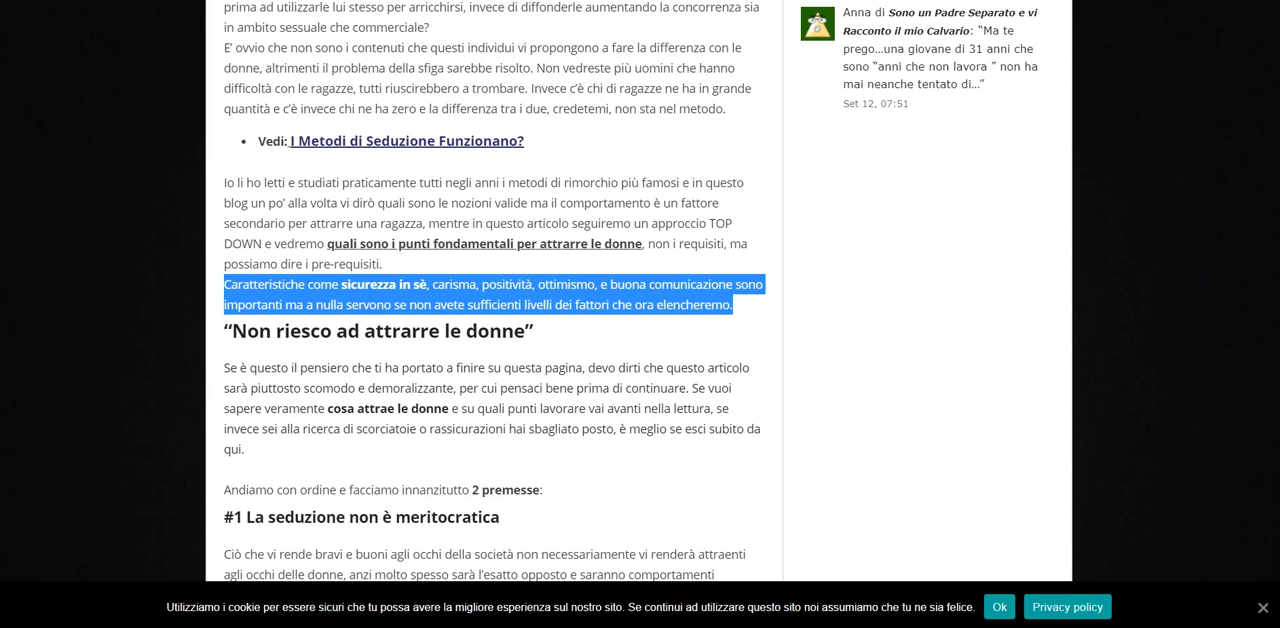 prima ad utilizzarle lui stesso per arricchirsi, invece di diffonderle aumentando la concorrenza sia
in ambito sessuale che commerciale?
E' ovvio che non sono i contenuti che questi individui vi propongono a fare la differenza con le
donne, altrimenti il problema della sfiga sarebbe risolto. Non vedreste più uomini che hanno
difficoltà con le ragazze, tutti riuscirebbero a trombare. Invece c'è chi di ragazze ne ha in grande
quantità e c'è invece chi ne ha zero e la differenza tra i due, credetemi, non sta nel metodo.
• Vedi: I Metodi di Seduzione Funzionano?
Io li ho letti e studiati praticamente tutti negli anni i metodi di rimorchio più famosi e in questo
blog un po' alla volta vi dirò quali sono le nozioni valide ma il comportamento è un fattore
secondario per attrarre una ragazza, mentre in questo articolo seguiremo un approccio TOP
DOWN e vedremo quali sono i punti fondamentali per attrarre le donne, non i requisiti, ma
possiamo dire i pre-requisiti.
Caratteristiche come sicurezza in sè, carisma, positività, ottimismo, e buona comunicazione sono
importanti ma a nulla servono se non avete sufficienti livelli dei fattori che ora elencheremo.
“Non riesco ad attrarre le donne”
Se è questo il pensiero che ti ha portato a finire su questa pagina, devo dirti che questo articolo
sarà piuttosto scomodo e demoralizzante, per cui pensaci bene prima di continuare. Se vuoi
sapere veramente cosa attrae le donne e su quali punti lavorare vai avanti nella lettura, se
invece sei alla ricerca di scorciatoie o rassicurazioni hai sbagliato posto, è meglio se esci subito da
qui.
Andiamo con ordine e facciamo innanzitutto 2 premesse:
#1 La seduzione non è meritocratica
Ciò che vi rende bravi e buoni agli occhi della società non necessariamente vi renderà attraenti
agli occhi delle donne, anzi molto spesso sarà l'esatto opposto e saranno comportamenti
Anna di Sono un Padre Separato e vi
Racconto il mio Calvario: “Ma te
prego…una giovane di 31 anni che
sono “anni che non lavora ” non ha
mai neanche tentato di…”
Set 12, 07:51
Utilizziamo i cookie per essere sicuri che tu possa avere la migliore esperienza sul nostro sito. Se continui ad utilizzare questo sito noi assumiamo che tu ne sia felice. Ok Privacy policy